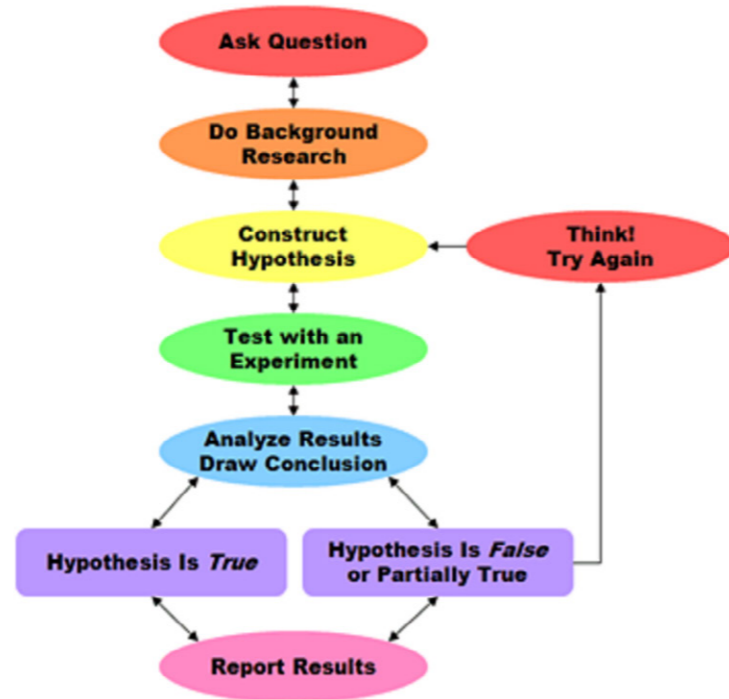 Ask Question
Do Background
Research
Construct
Hypothesis
Think!
Try Again
Test with an
Experiment
Analyze Results
Draw Conclusion
Hypothesis Is True
Hypothesis Is False
or Partially True
Report Results